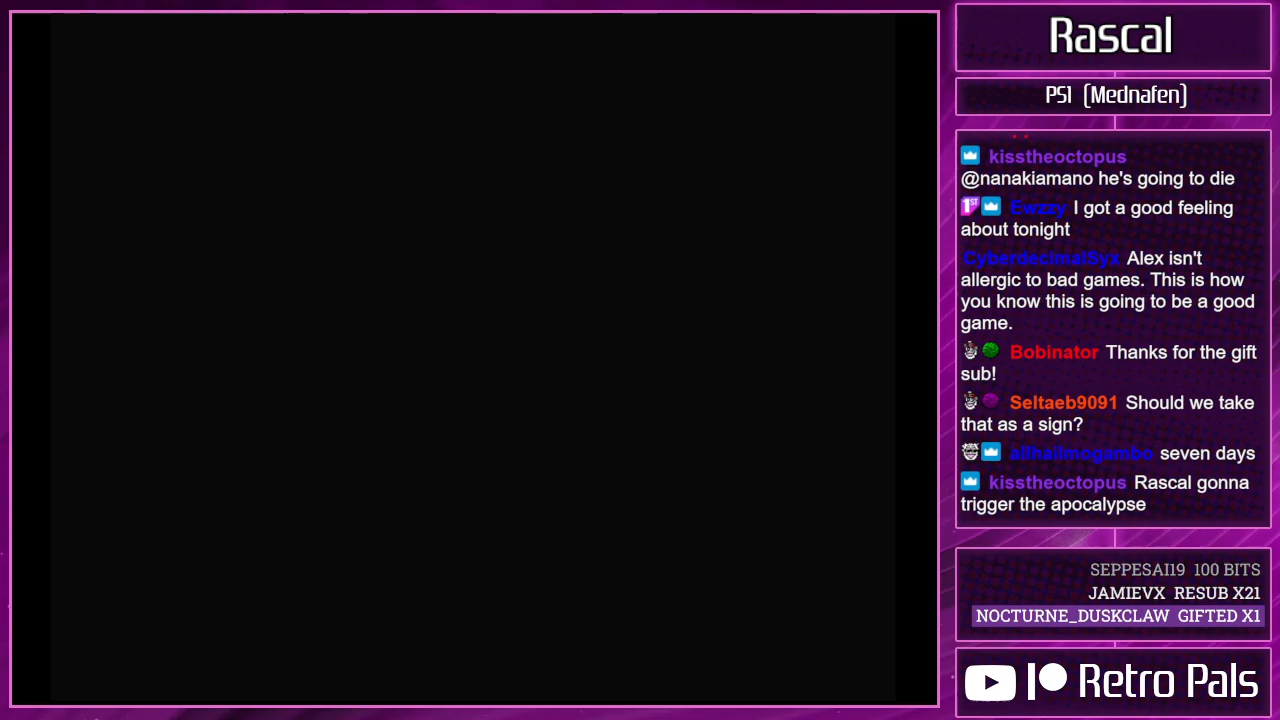 Rascal
PS1 (Mednafen)
kisstheoctopus
@nanakiamano he's going to die
1ST Ewzzy I got a good feeling
about tonight
CyberdecimalSyx Alex isn't
allergic to bad games. This is how
you know this is going to be a good
game.
Bobinator Thanks for the gift
sub!
Seltaeb9091 Should we take
that as a sign?
allhailmogambo seven days
kisstheoctopus Rascal gonna
trigger the apocalypse
SEPPESAI19 100 BITS
JAMIEVX RESUB X21
NOCTURNE_DUSKCLAW GIFTED X1
Retro Pals